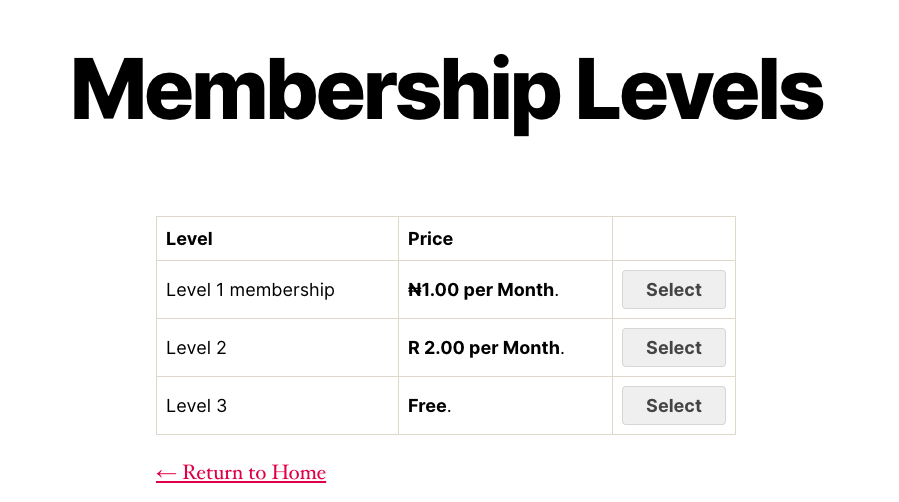 Membership Levels
Level Price
Level 1 membership ₦1.00 per Month. Select
Level 2 R 2.00 per Month. Select
Level 3 Free. Select
← Return to Home